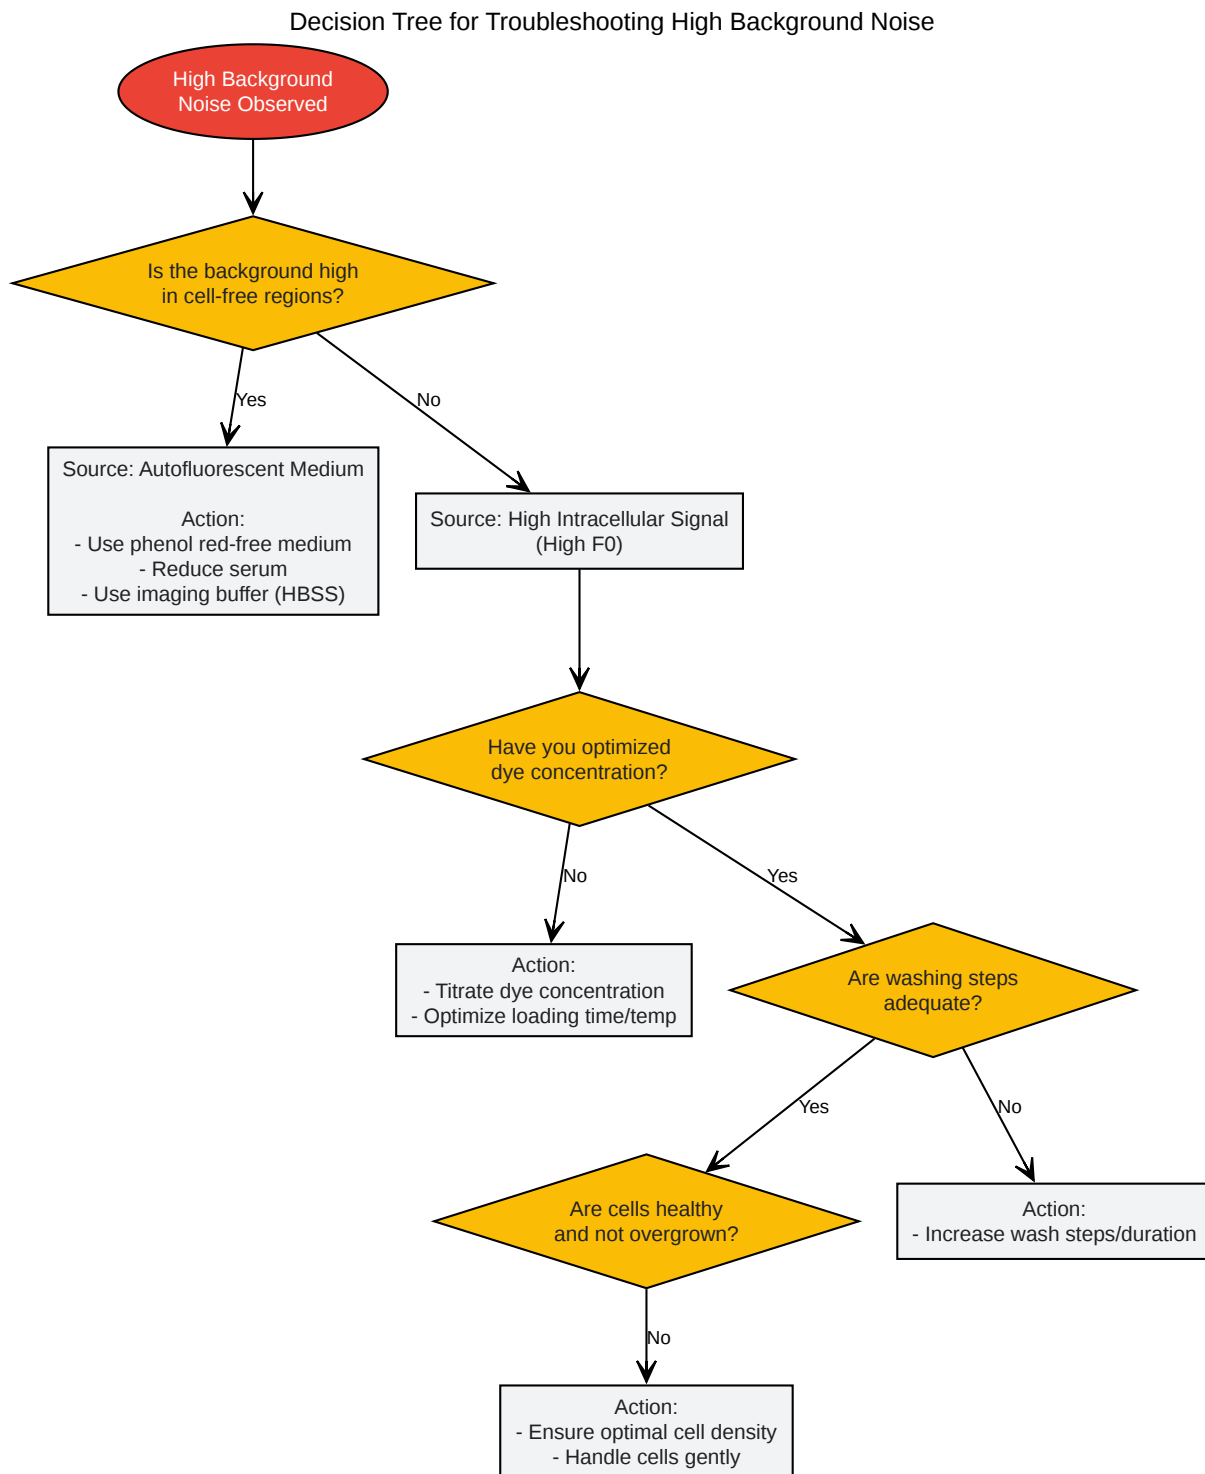 Decision Tree for Troubleshooting High Background Noise
High Background
Noise Observed
Is the background high
in cell-free regions?
Yes
No
Source: Autofluorescent Medium
Action:
- Use phenol red-free medium
- Reduce serum
- Use imaging buffer (HBSS)
Source: High Intracellular Signal
(High F0)
Have you optimized
dye concentration?
No
Yes
Action:
- Titrate dye concentration
- Optimize loading time/temp
Are washing steps
adequate?
Yes
No
Are cells healthy
and not overgrown?
Action:
- Increase wash steps/duration
No
Action:
- Ensure optimal cell density
- Handle cells gently